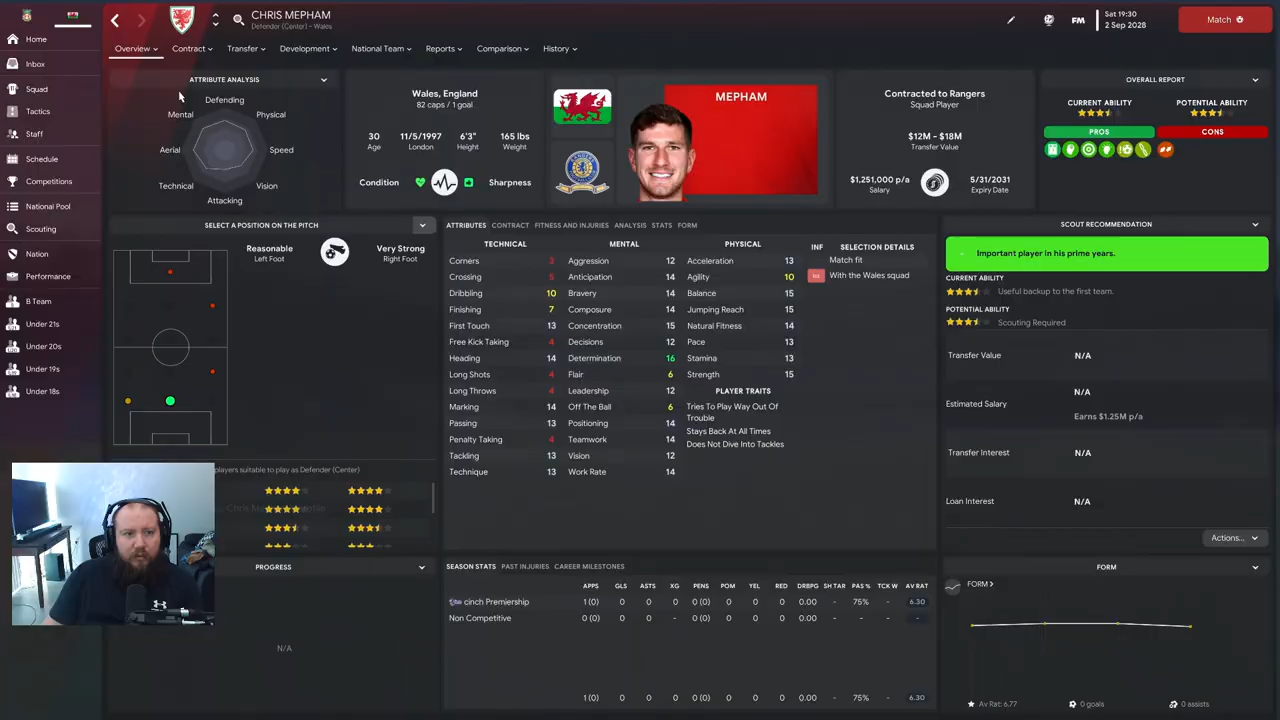 CHRIS MEPHAM
Defender (Center) - Wales
FM
Sat 19:30
2 Sep 2028
Match
Home
Inbox
Squad
Tactics
Staff
Schedule
Competitions
National Pool
Scouting
Nation
Performance
B Team
Under 21s
Under 20s
Under 19s
Under 18s
Overview
Contract
Transfer
Development
National Team
Reports
Comparison
History
ATTRIBUTE ANALYSIS
Defending
Mental Physical
Aerial Speed
Technical Vision
Attacking
Wales, England
82 caps / 1 goal
30 11/5/1997 6'3" 165 lbs
Age London Height Weight
Condition Sharpness
MEPHAM
Contracted to Rangers
Squad Player
$12M - $18M
Transfer Value
$1,251,000 p/a 5/31/2031
Salary Expiry Date
OVERALL REPORT
CURRENT ABILITY POTENTIAL ABILITY
PROS CONS
SELECT A POSITION ON THE PITCH
Reasonable Very Strong
Left Foot Right Foot
players suitable to play as Defender (Center)
PROGRESS
N/A
ATTRIBUTES CONTRACT FITNESS AND INJURIES ANALYSIS STATS FORM
TECHNICAL MENTAL PHYSICAL
Corners 3 Aggression 12 Acceleration 13
Crossing 5 Anticipation 14 Agility 10
Dribbling 10 Bravery 14 Balance 15
Finishing 7 Composure 14 Jumping Reach 15
First Touch 13 Concentration 15 Natural Fitness 14
Free Kick Taking 4 Decisions 12 Pace 13
Heading 14 Determination 16 Stamina 13
Long Shots 4 Flair 6 Strength 15
Long Throws 4 Leadership 12 PLAYER TRAITS
Marking 14 Off The Ball 6 Tries To Play Way Out Of
Trouble
Passing 13 Positioning 14
Stays Back At All Times
Penalty Taking 4 Teamwork 14 Does Not Dive Into Tackles
Tackling 13 Vision 12
Technique 13 Work Rate 14
INF SELECTION DETAILS
Match fit
Int With the Wales squad
SEASON STATS PAST INJURIES CAREER MILESTONES
APPS GLS ASTS XG PENS POM YEL RED DRBPG SH TAR PAS % TCK W AV RAT
cinch Premiership 1 (0) 0 0 0 0 (0) 0 0 0 0.00 - 75% - 6.30
Non Competitive 0 (0) 0 0 - 0 (0) 0 0 0 0.00 - - - -
1 (0) 0 0 0 0 (0) 0 0 0 0.00 - 75% - 6.30
SCOUT RECOMMENDATION
- Important player in his prime years.
CURRENT ABILITY
Useful backup to the first team.
POTENTIAL ABILITY
Scouting Required
Transfer Value N/A
Estimated Salary N/A
Earns $1.25M p/a
Transfer Interest N/A
Loan Interest N/A
Actions...
FORM
FORM
Av Rat: 6.77 0 goals 0 assists